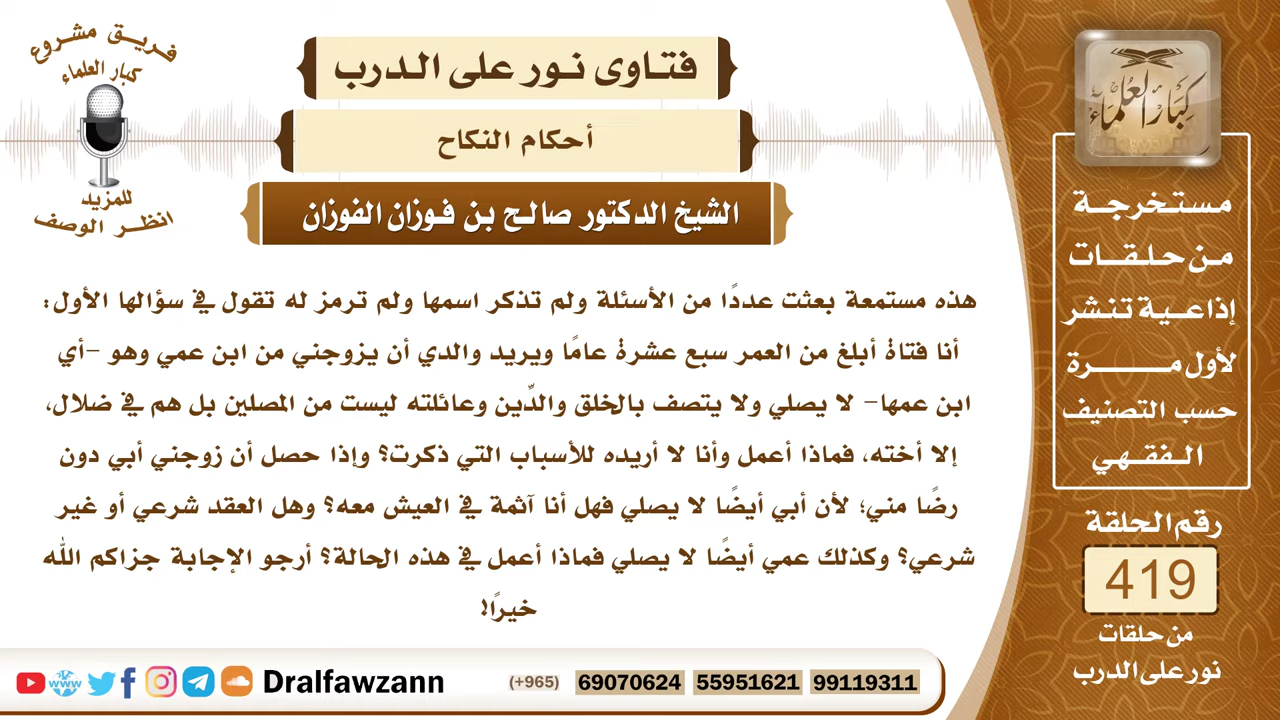 فريق مشروع
كبار العلماء
للمزيد
انظر الوصف
فتاوى نور على الدرب
أحكام النكاح
الشيخ الدكتور صالح بن فوزان الفوزان
هذه مستمعة بعثت عددًا من الأسئلة ولم تذكر اسمها ولم ترمز له تقول في سؤالها الأول:
أنا فتاة أبلغ من العمر سبع عشرة عامًا ويريد والدي أن يزوجني من ابن عمي وهو -أي
ابن عمها- لا يصلي ولا يتصف بالخلق والدِّين وعائلته ليست من المصلين بل هم في ضلال،
إلا أخته، فماذا أعمل وأنا لا أريده للأسباب التي ذكرت؟ وإذا حصل أن زوجني أبي دون
رضًا مني؛ لأن أبي أيضًا لا يصلي فهل أنا آثمة في العيش معه؟ وهل العقد شرعي أو غير
شرعي؟ وكذلك عمي أيضًا لا يصلي فماذا أعمل في هذه الحالة؟ أرجو الإجابة جزاكم الله
خيرًا!
كبار العلماء
مستخرجة
من حلقات
إذاعية تنشر
لأول مرة
حسب التصنيف
الفقهي
رقم الحلقة
419
من حلقات
نور على الدرب
www
Dralfawzann
(+965) 69070624 55951621 99119311